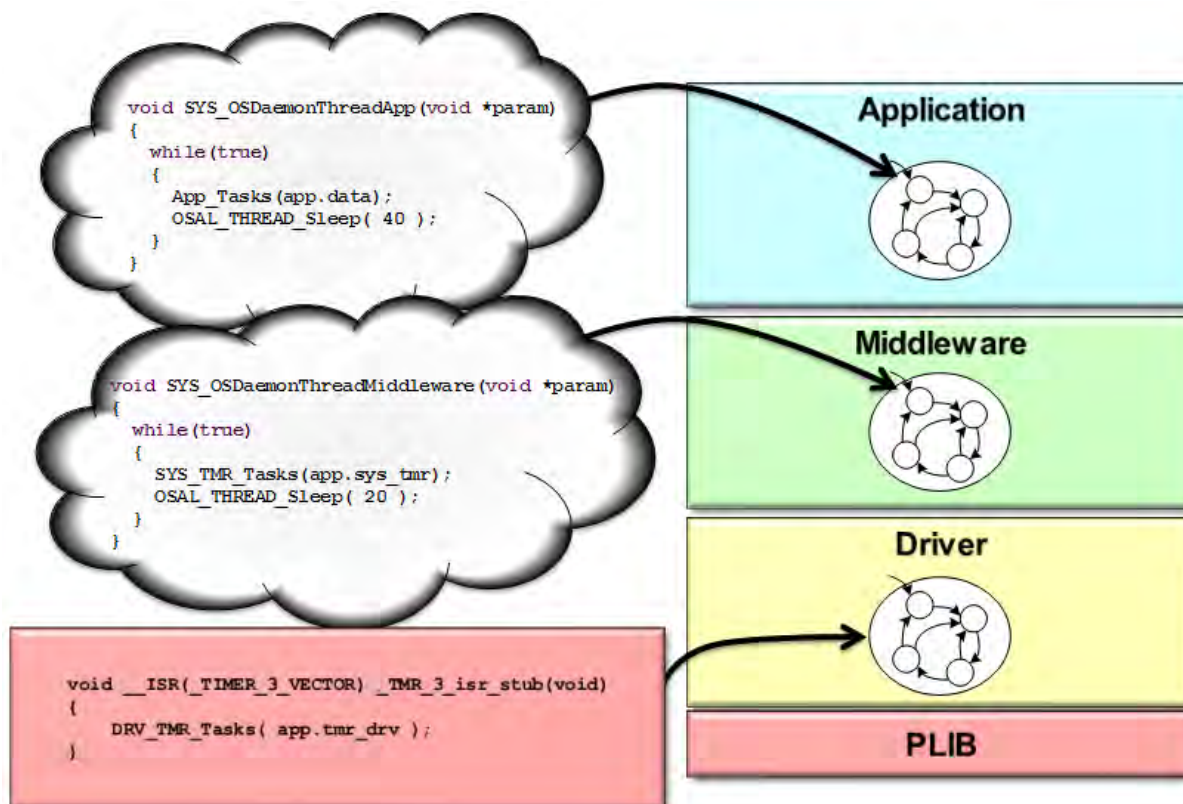 void SYS_OSDaemonThreadApp(void *param)
{
while(true)
{
App_Tasks(app.data);
OSAL_THREAD_Sleep( 40 );
}
}
Application
void SYS_OSDaemonThreadMiddleware(void *param)
{
while(true)
{
SYS_TMR_Tasks(app.sys_tmr);
OSAL_THREAD_Sleep( 20 );
}
}
Middleware
Driver
void __ISR(_TIMER_3_VECTOR) _TMR_3_isr_stub(void)
{
DRV_TMR_Tasks( app.tmr_drv );
}
PLIB